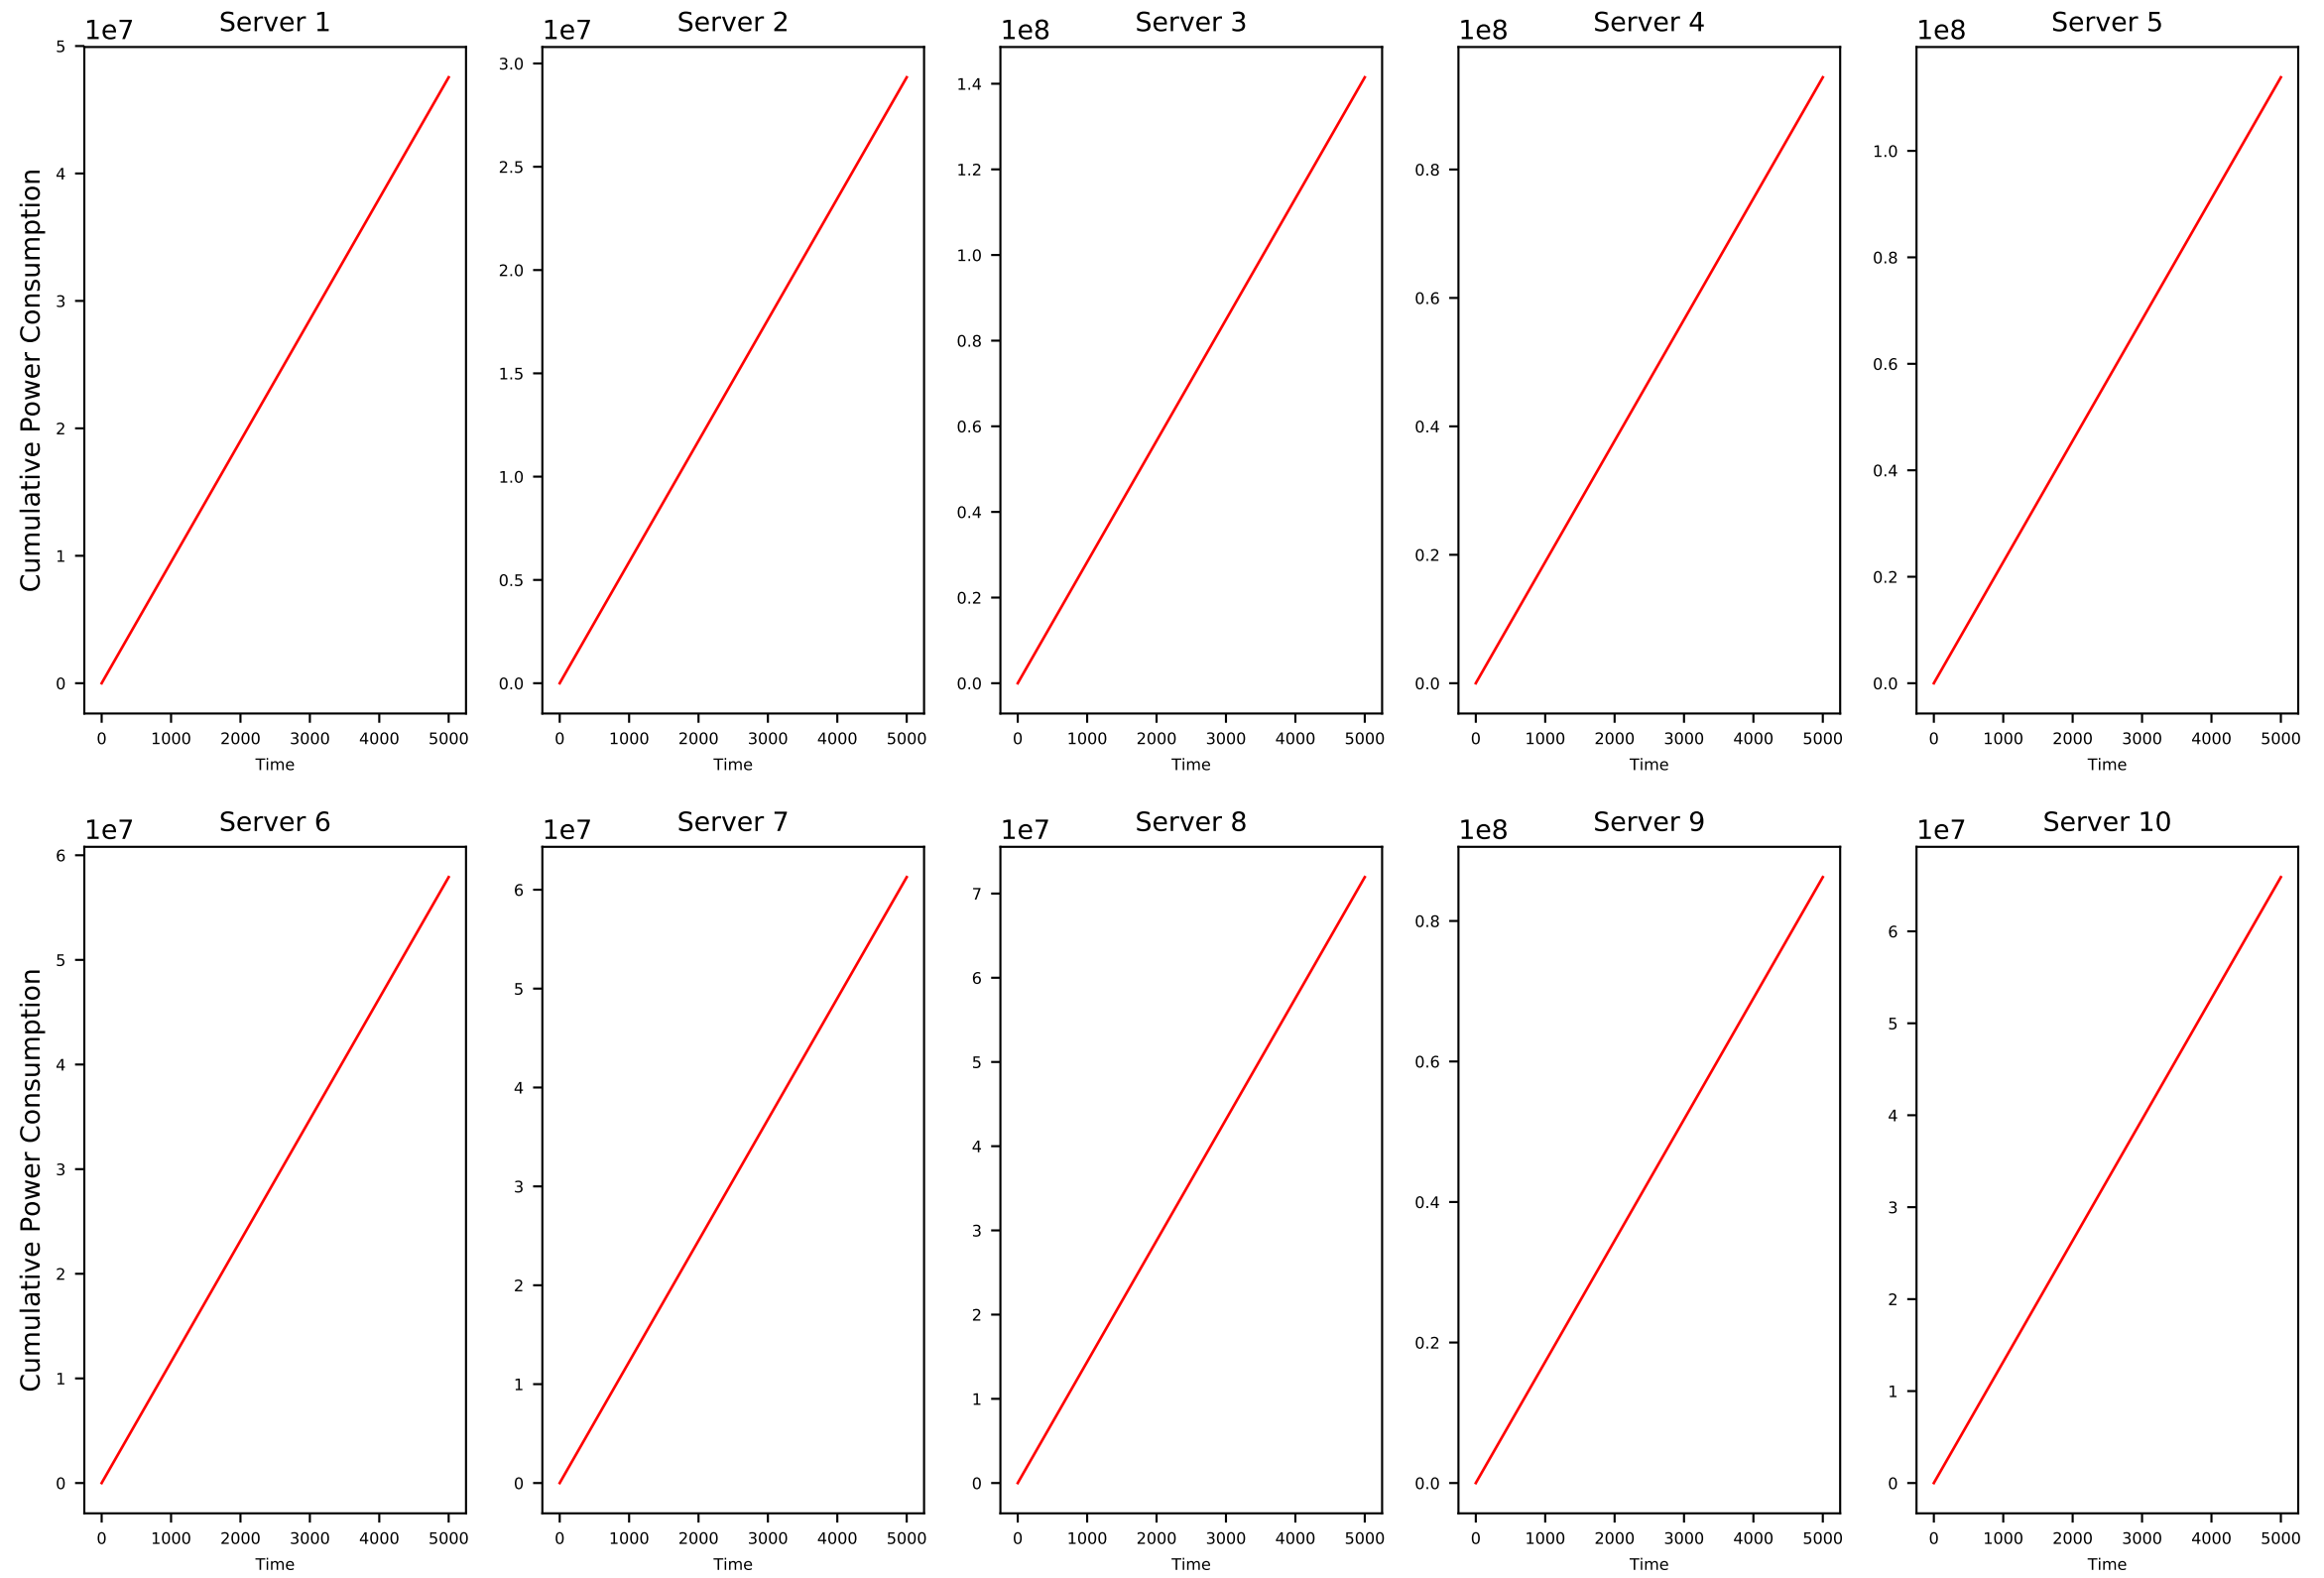 Server 1
1e7
5
4
3
2
1
0
Cumulative Power Consumption
0 1000 2000 3000 4000 5000
Time
Server 2
1e7
3.0
2.5
2.0
1.5
1.0
0.5
0.0
0 1000 2000 3000 4000 5000
Time
Server 3
1e8
1.4
1.2
1.0
0.8
0.6
0.4
0.2
0.0
0 1000 2000 3000 4000 5000
Time
Server 4
1e8
0.8
0.6
0.4
0.2
0.0
0 1000 2000 3000 4000 5000
Time
Server 5
1e8
1.0
0.8
0.6
0.4
0.2
0.0
0 1000 2000 3000 4000 5000
Time
Server 6
1e7
6
5
4
3
2
1
0
Cumulative Power Consumption
0 1000 2000 3000 4000 5000
Time
Server 7
1e7
6
5
4
3
2
1
0
0 1000 2000 3000 4000 5000
Time
Server 8
1e7
7
6
5
4
3
2
1
0
0 1000 2000 3000 4000 5000
Time
Server 9
1e8
0.8
0.6
0.4
0.2
0.0
0 1000 2000 3000 4000 5000
Time
Server 10
1e7
6
5
4
3
2
1
0
0 1000 2000 3000 4000 5000
Time